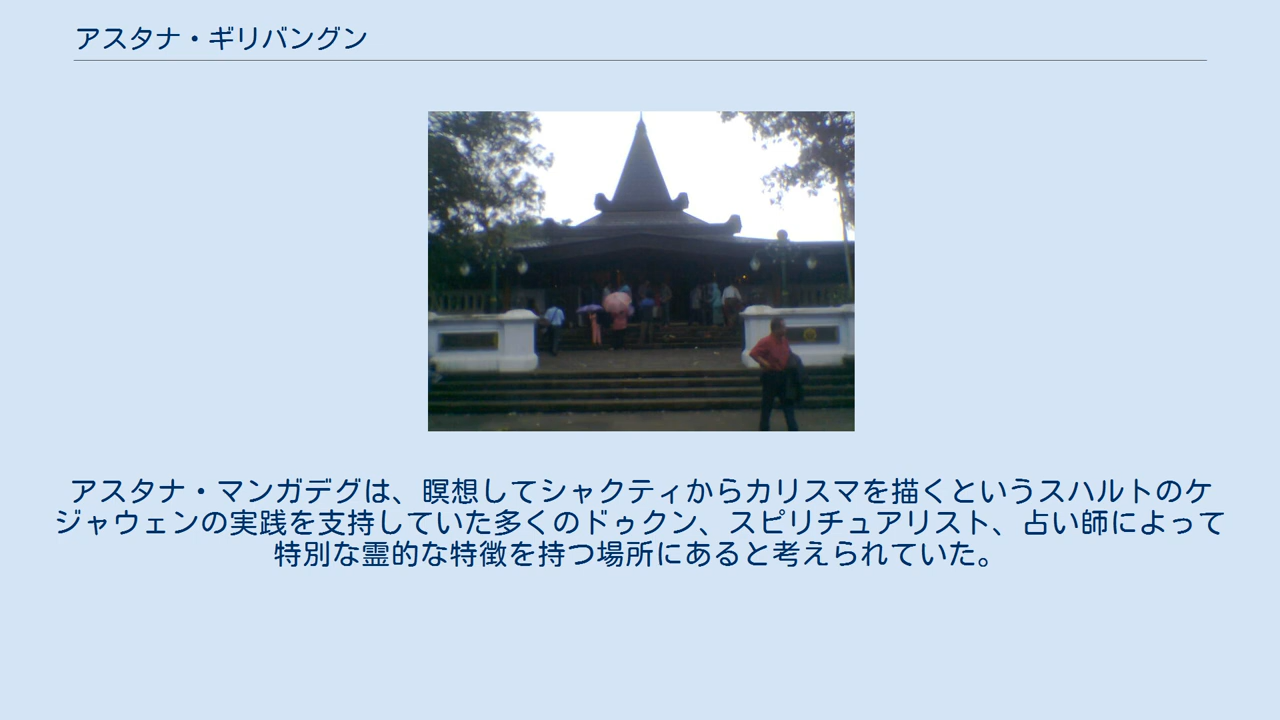 アスタナ・ギリバングン
アスタナ・マンガデグは、瞑想してシャクティからカリスマを描くというスハルトのケ
ジャウェンの実践を支持していた多くのドゥクン、スピリチュアリスト、占い師によって
特別な霊的な特徴を持つ場所にあると考えられていた。